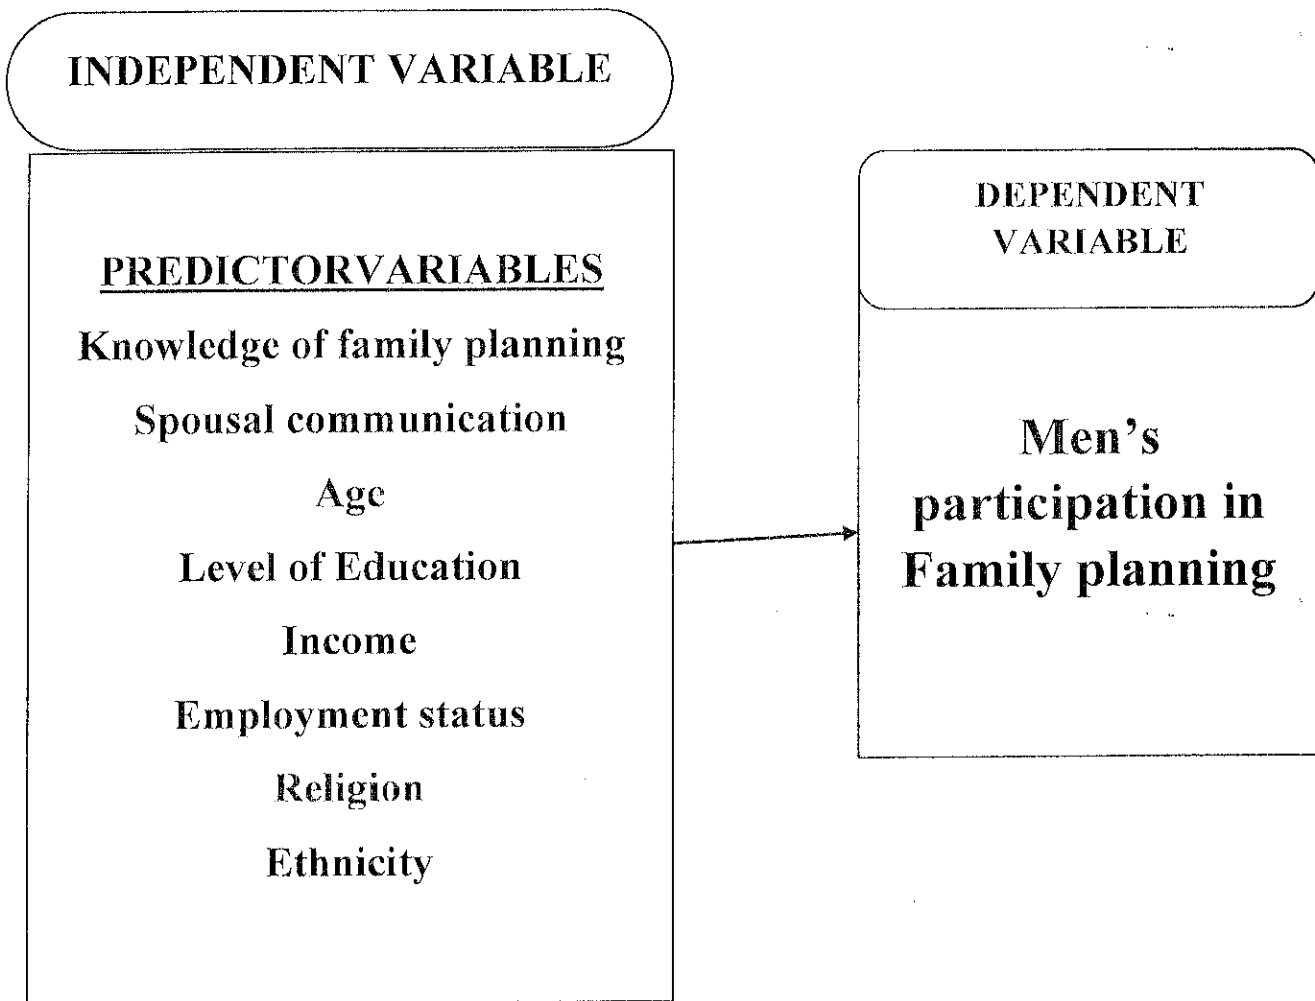 INDEPENDENT VARIABLE
PREDICTORVARIABLES
Knowledge of family planning
Spousal communication
Age
Level of Education
Income
Employment status
Religion
Ethnicity
DEPENDENT
VARIABLE
Men's
participation in
Family planning